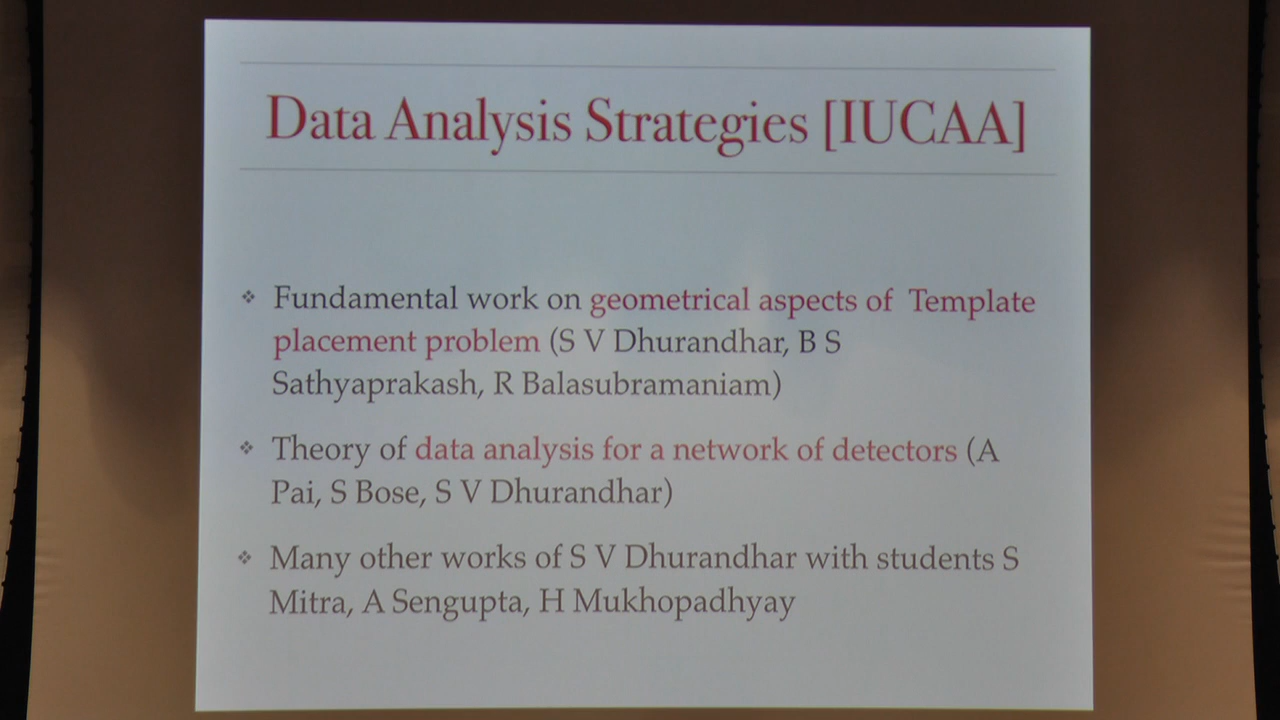 Data Analysis Strategies [IUCAA]
❖ Fundamental work on geometrical aspects of Template
placement problem (S V Dhurandhar, B S
Sathyaprakash, R Balasubramaniam)
❖ Theory of data analysis for a network of detectors (A
Pai, S Bose, S V Dhurandhar)
❖ Many other works of S V Dhurandhar with students S
Mitra, A Sengupta, H Mukhopadhyay